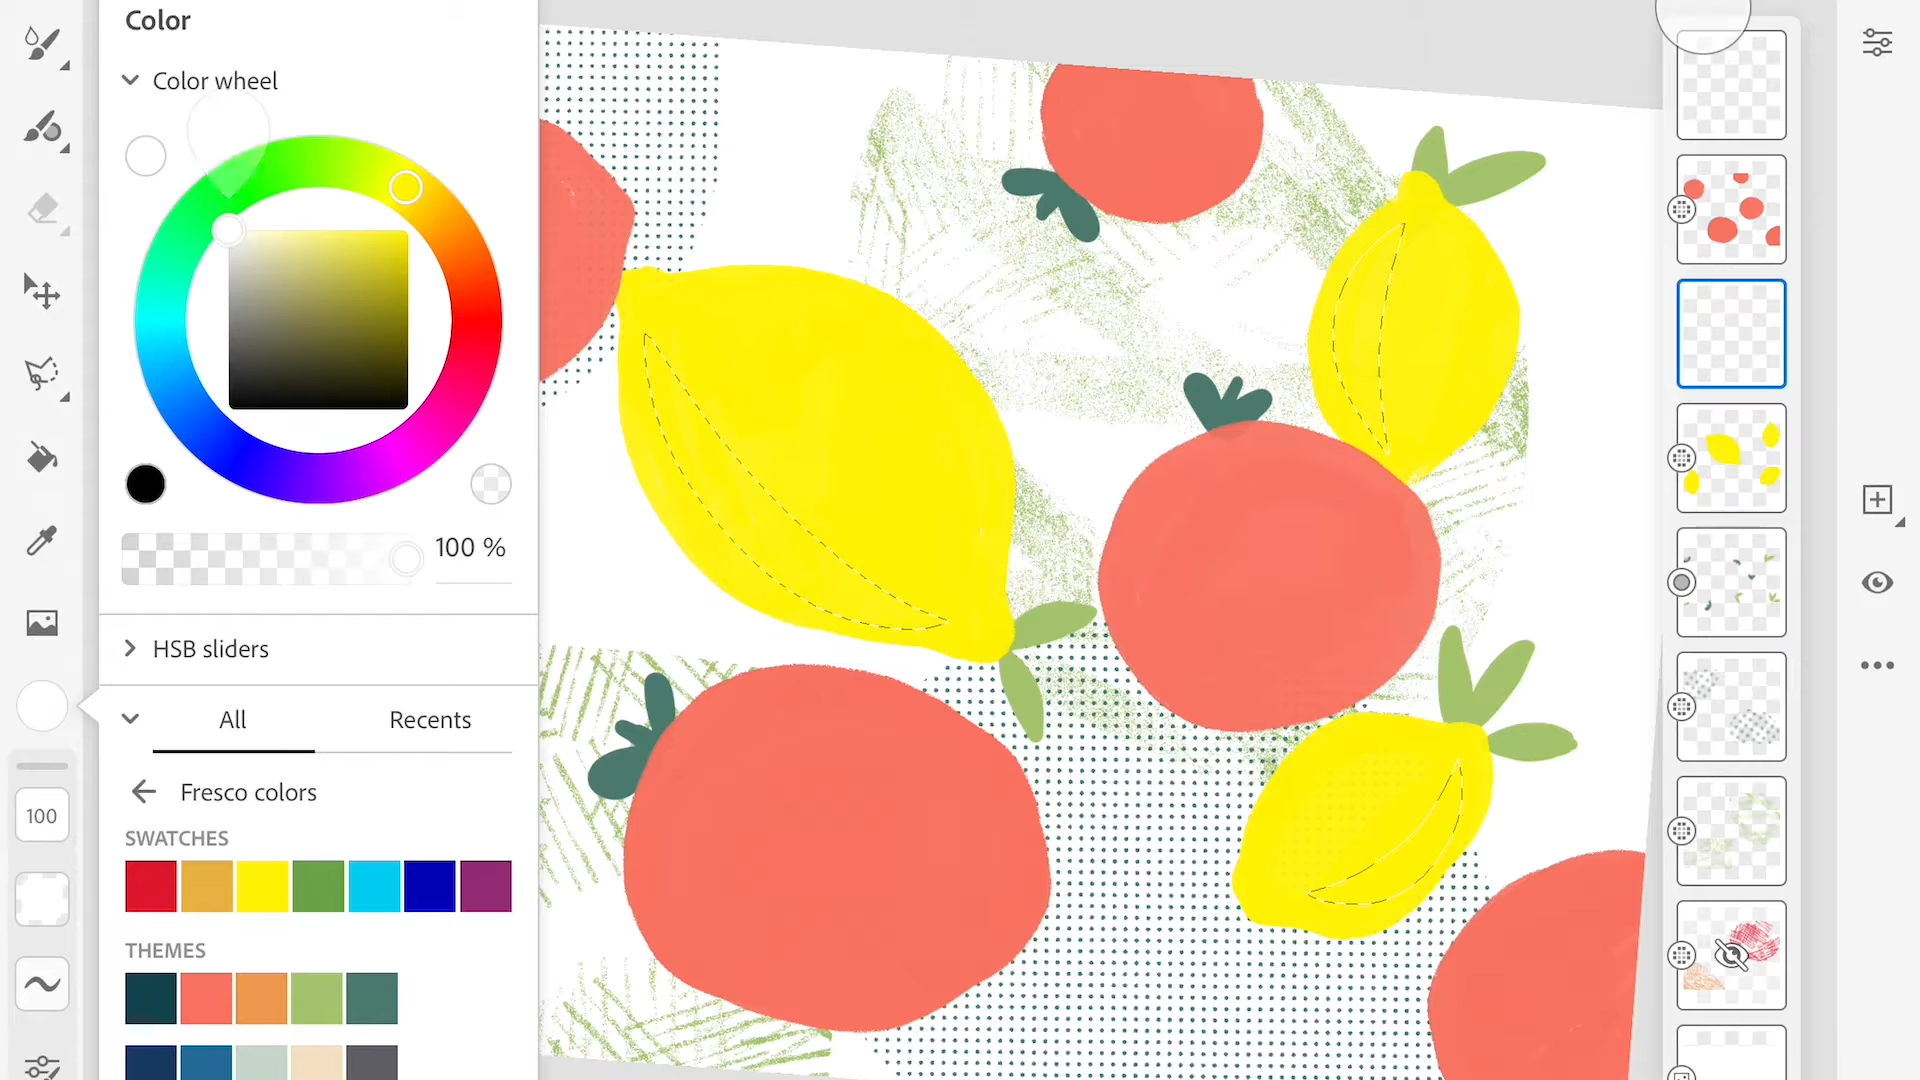 Color
Color wheel
100 %
HSB sliders
All
Recents
Fresco colors
SWATCHES
THEMES
100